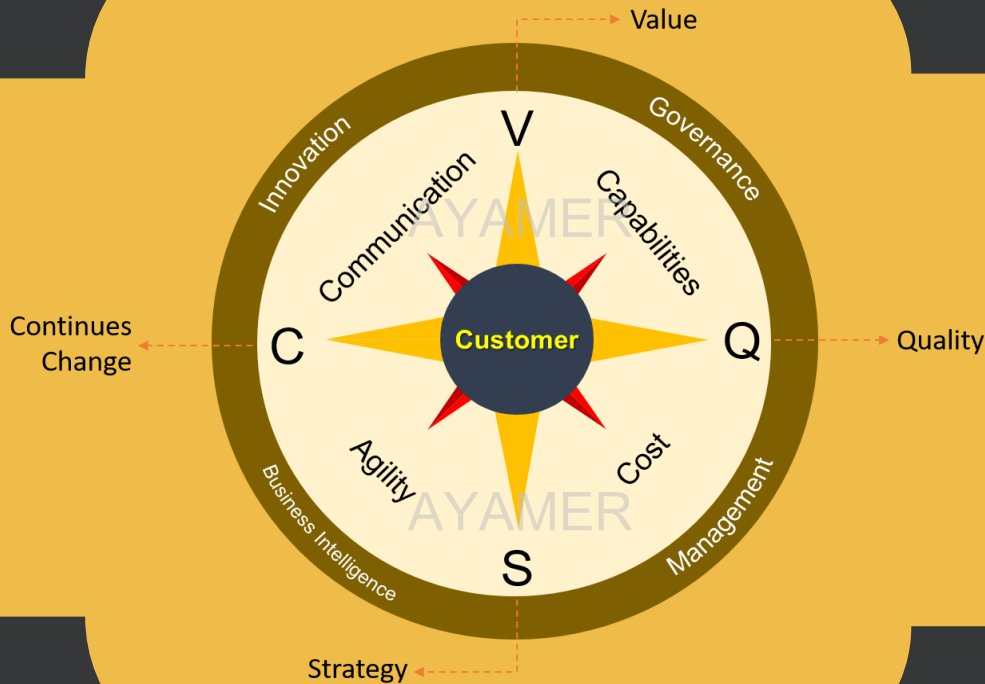 Value
V
Innovation
Governance
Communication
Capabilities
AYAMER
Continues
Change
C
Customer
Q
Quality
Agility
Cost
Business Intelligence
Management
AYAMER
S
Strategy